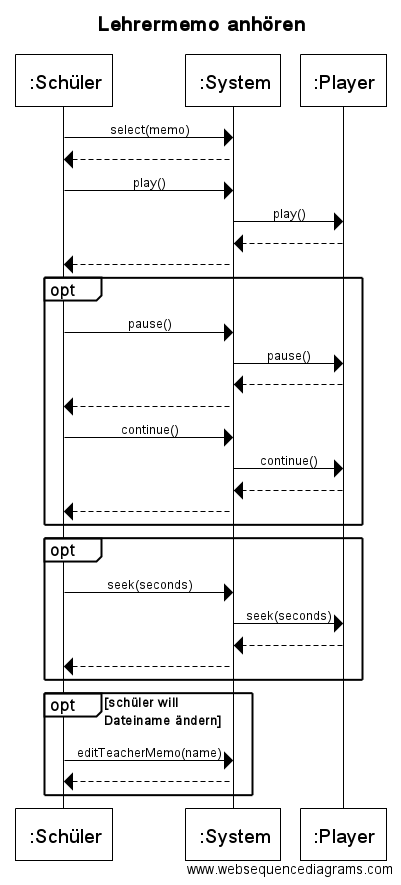 Lehrermemo anhören
:Schüler :System :Player
select(memo)
play()
play()
opt
pause()
pause()
continue()
continue()
opt
seek(seconds)
seek(seconds)
opt [schüler will
Dateiname ändern]
editTeacherMemo(name)
:Schüler :System :Player
www.websequencediagrams.com